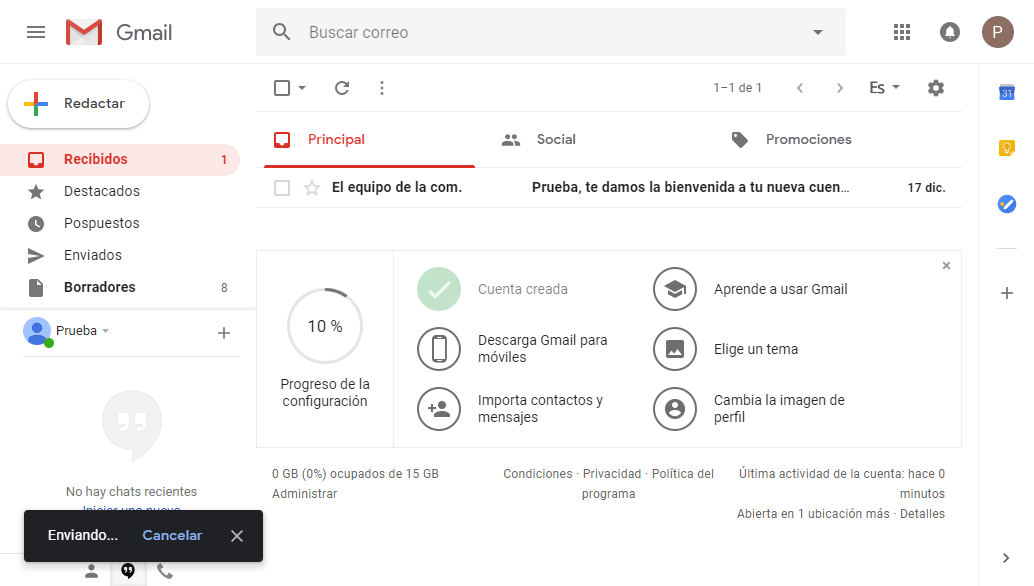 Gmail
Buscar correo
P
Redactar
1–1 de 1
Es
31
Principal
Social
Promociones
Recibidos 1
Destacados
Pospuestos
Enviados
Borradores 8
El equipo de la com. Prueba, te damos la bienvenida a tu nueva cuen... 17 dic.
Prueba
10 %
Progreso de la
configuración
Cuenta creada
Aprende a usar Gmail
Descarga Gmail para
móviles
Elige un tema
Importa contactos y
mensajes
Cambia la imagen de
perfil
0 GB (0%) ocupados de 15 GB
Administrar
Condiciones · Privacidad · Política del
programa
Última actividad de la cuenta: hace 0
minutos
Abierta en 1 ubicación más · Detalles
No hay chats recientes
Iniciar uno nuevo
Enviando... Cancelar